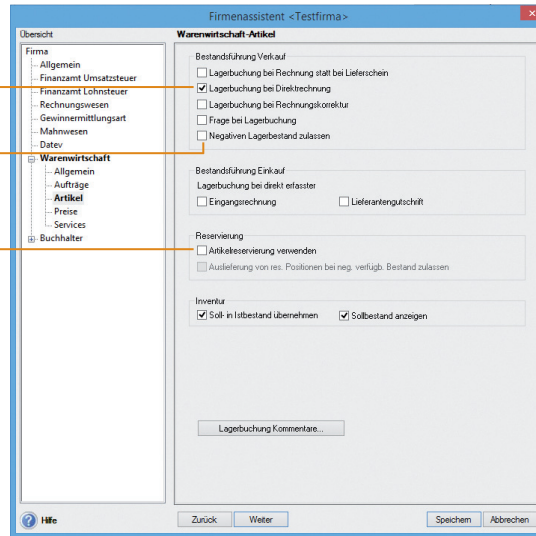 Firmenassistent <Testfirma>
Übersicht
Firma
Allgemein
Finanzamt Umsatzsteuer
Finanzamt Lohnsteuer
Rechnungswesen
Gewinnermittlungsart
Mahnwesen
Datev
Warenwirtschaft
Allgemein
Aufträge
Artikel
Preise
Services
Buchhalter
Warenwirtschaft-Artikel
Bestandsführung Verkauf
Lagerbuchung bei Rechnung statt bei Lieferschein
Lagerbuchung bei Direktrechnung
Lagerbuchung bei Rechnungskorrektur
Frage bei Lagerbuchung
Negativen Lagerbestand zulassen
Bestandsführung Einkauf
Lagerbuchung bei direkt erfasster
Eingangsrechnung Lieferantengutschrift
Reservierung
Artikelreservierung verwenden
Auslieferung von res. Positionen bei neg. verfügb. Bestand zulassen
Inventur
Soll- in Istbestand übernehmen Sollbestand anzeigen
Lagerbuchung Kommentare...
Hilfe Zurück Weiter Speichern Abbrechen